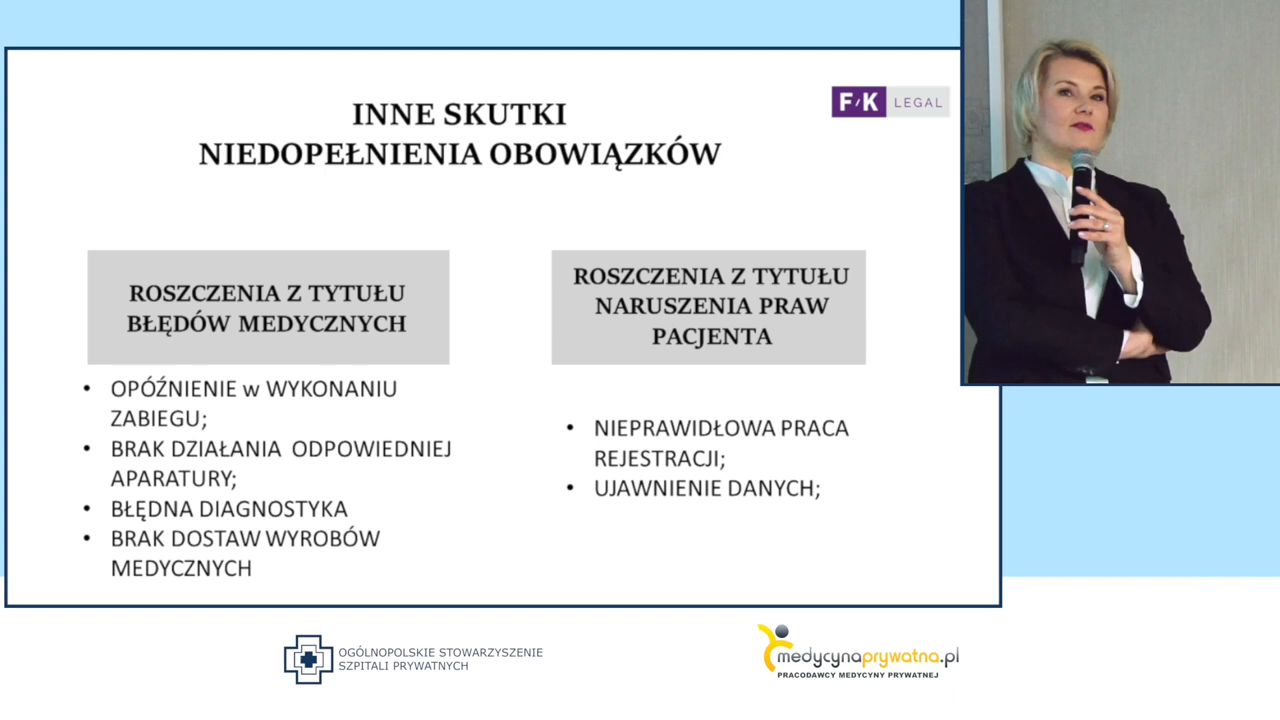 INNE SKUTKI
NIEDOPEŁNIENIA OBOWIĄZKÓW
F/K LEGAL
ROSZCZENIA Z TYTUŁU
BŁĘDÓW MEDYCZNYCH
• OPÓŹNIENIE w WYKONANIU
ZABIEGU;
• BRAK DZIAŁANIA ODPOWIEDNIEJ
APARATURY;
• BŁĘDNA DIAGNOSTYKA
• BRAK DOSTAW WYROBÓW
MEDYCZNYCH
ROSZCZENIA Z TYTUŁU
NARUSZENIA PRAW
PACJENTA
• NIEPRAWIDŁOWA PRACA
REJESTRACJI;
• UJAWNIENIE DANYCH;
OGÓLNOPOLSKIE STOWARZYSZENIE
SZPITALI PRYWATNYCH
medycynaprywatna.pl
PRACODAWCY MEDYCYNY PRYWATNEJ